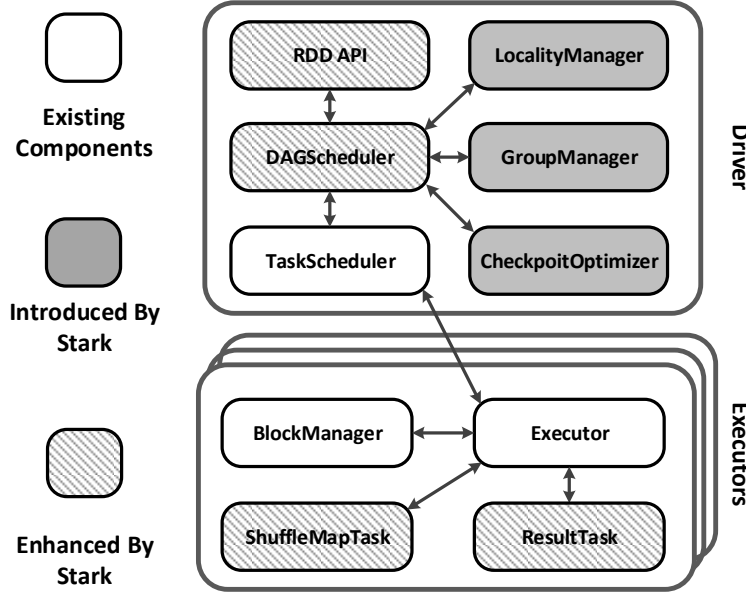 Existing
Components
Introduced By
Stark
Enhanced By
Stark
RDD API
LocalityManager
DAGScheduler
GroupManager
TaskScheduler
CheckpoitOptimizer
Driver
BlockManager
Executor
ShuffleMapTask
ResultTask
Executors